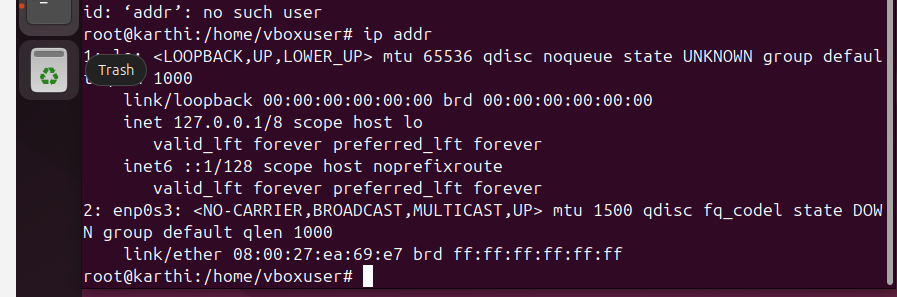 id: ‘addr’: no such user
root@karthi:/home/vboxuser# ip addr
1: lo: <LOOPBACK,UP,LOWER_UP> mtu 65536 qdisc noqueue state UNKNOWN group defaul
Trash
1000
link/loopback 00:00:00:00:00:00 brd 00:00:00:00:00:00
inet 127.0.0.1/8 scope host lo
valid_lft forever preferred_lft forever
inet6 ::1/128 scope host noprefixroute
valid_lft forever preferred_lft forever
2: enp0s3: <NO-CARRIER,BROADCAST,MULTICAST,UP> mtu 1500 qdisc fq_codel state DOW
N group default qlen 1000
link/ether 08:00:27:ea:69:e7 brd ff:ff:ff:ff:ff:ff
root@karthi:/home/vboxuser#